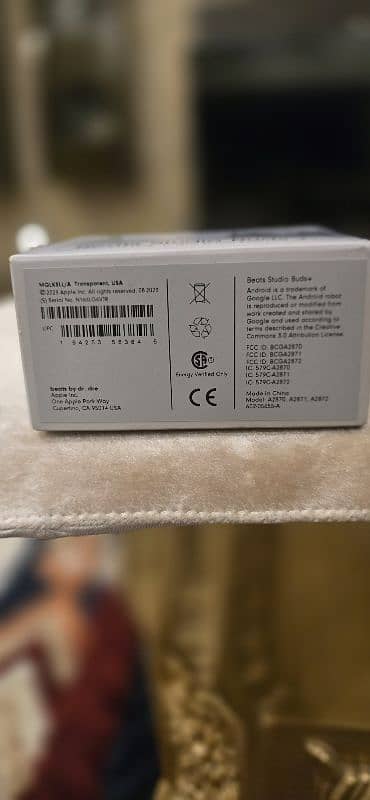 MQLK3LL/A Transparent, USA
© 2023 Apple Inc. All rights reserved. 08 2023
(S) Serial No.
UPC
beats by dr. dre
Apple Inc.
One Apple Park Way
Cupertino, CA 95014 USA
Energy Verified Only
CE
Beats Studio Buds+
Android is a trademark of
Google LLC. The Android robot
is reproduced or modified from
work created and shared by
Google and used according to
terms described in the Creative
Commons 3.0 Attribution License.
FCC ID: BCGA2870
FCC ID: BCGA2871
FCC ID: BCGA2872
IC: 579C-A2870
IC: 579C-A2871
IC: 579C-A2872
Made in China
Model: A2870, A2871, A2872